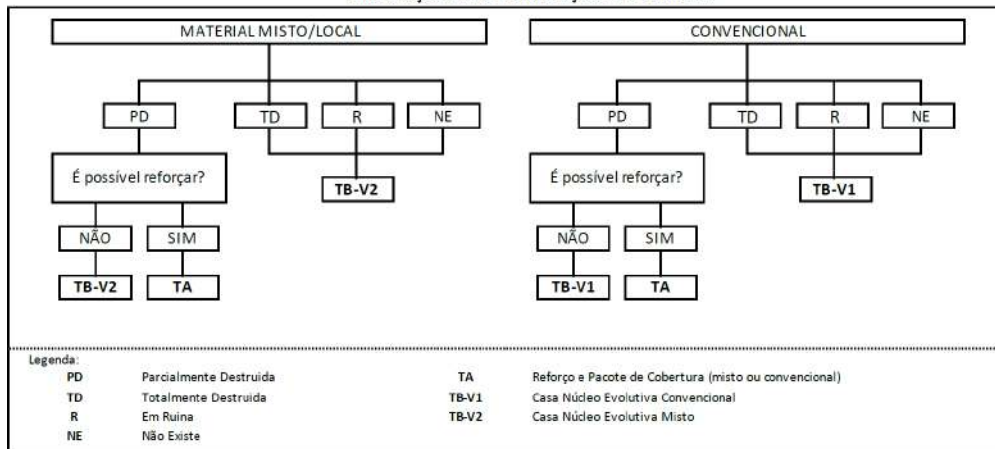 MATERIAL MISTO/LOCAL
CONVENCIONAL
PD
TD
R
NE
PD
TD
R
NE
É possível reforçar?
TB-V2
É possível reforçar?
TB-V1
NÃO
SIM
NÃO
SIM
TB-V2
TA
TB-V1
TA
Legenda:
PD Parcialmente Destruida TA Reforço e Pacote de Cobertura (misto ou convencional)
TD Totalmente Destruida TB-V1 Casa Núcleo Evolutiva Convencional
R Em Ruina TB-V2 Casa Núcleo Evolutiva Misto
NE Não Existe